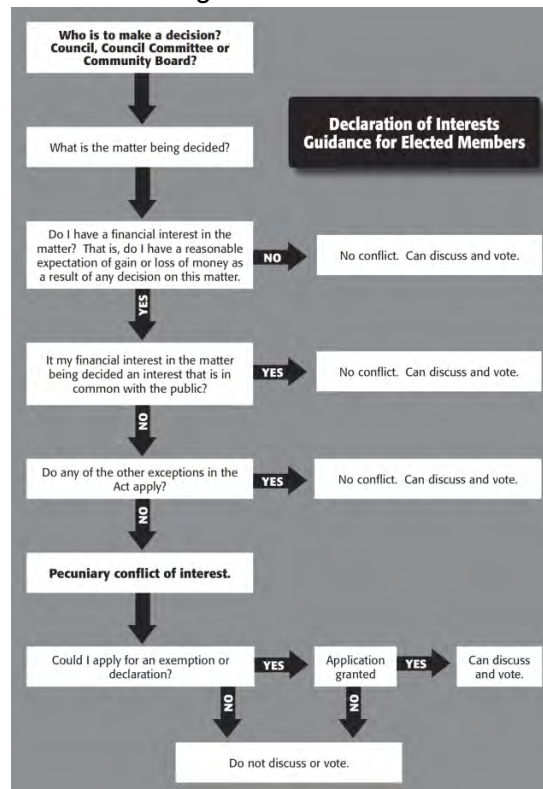 Who is to make a decision?
Council, Council Committee or
Community Board?
Declaration of Interests
Guidance for Elected Members
What is the matter being decided?
Do I have a financial interest in the
matter? That is, do I have a reasonable
expectation of gain or loss of money as
a result of any decision on this matter.
NO
No conflict. Can discuss and vote.
YES
It my financial interest in the matter
being decided an interest that is in
common with the public?
YES
No conflict. Can discuss and vote.
NO
Do any of the other exceptions in the
Act apply?
YES
No conflict. Can discuss and vote.
NO
Pecuniary conflict of interest.
Could I apply for an exemption or
declaration?
YES
Application
granted
YES
Can discuss
and vote.
NO
NO
Do not discuss or vote.